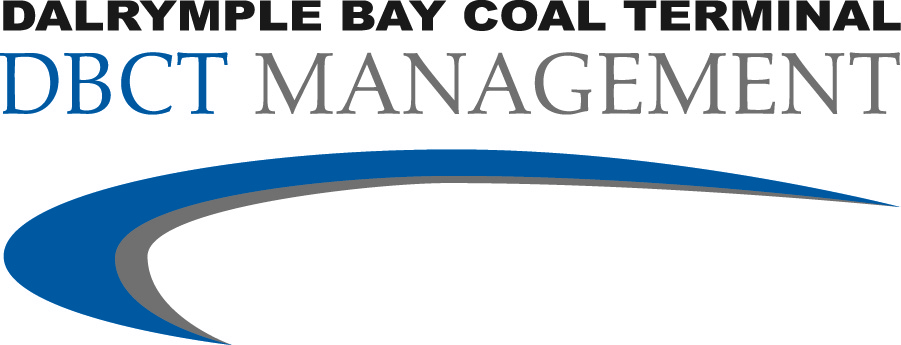 DALRYMPLE BAY COAL TERMINAL
DBCT MANAGEMENT